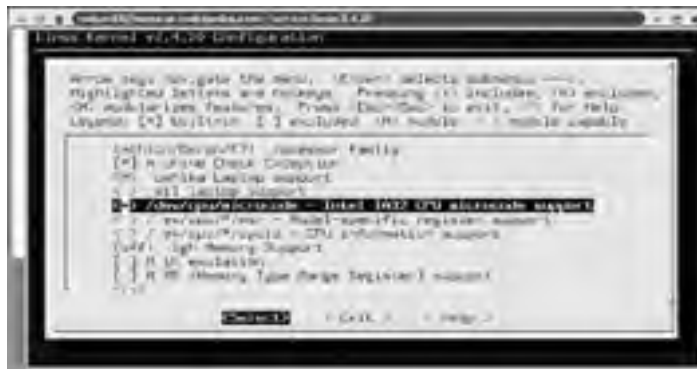 Linux Kernel v2.4.20 Configuration
Arrow keys navigate the menu. <Enter> selects submenus --->.
Highlighted letters are hotkeys. Pressing <Y> includes, <N> excludes,
<M> modularizes features. Press <Esc><Esc> to exit, <?> for Help.
Legend: [*] built-in [ ] excluded <M> module < > module capable
Processor family
[*] Machine Check Exception
Toshiba Laptop support
Dell laptop support
/dev/cpu/microcode - Intel IA32 CPU microcode support
/dev/cpu/*/msr - Model-specific register support
/dev/cpu/*/cpuid - CPU information support
(off) High Memory Support
[ ] Math emulation
[ ] MTRR (Memory Type Range Register) support
<Select> < Exit > < Help >